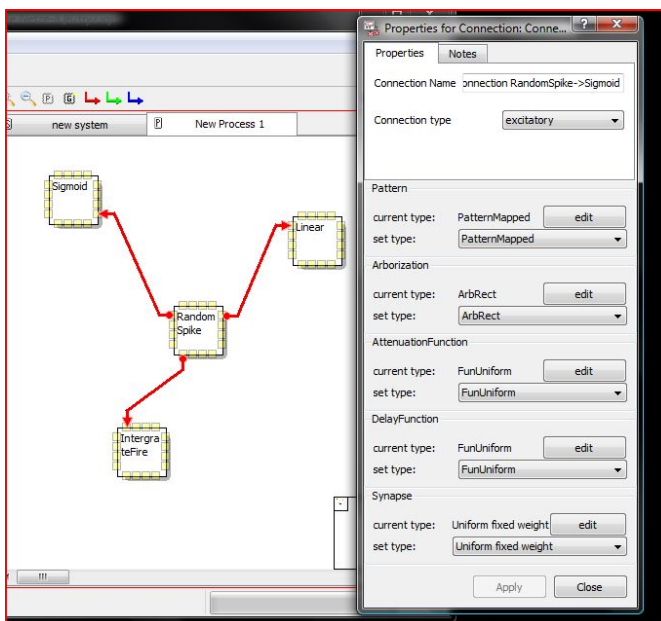 Properties for Connection: Conne...
Properties
Notes
Connection Name onnection RandomSpike->Sigmoid
Connection type excitatory
new system
P New Process 1
Sigmoid
Linear
Random
Spike
Intergra
teFire
Pattern
current type: PatternMapped edit
set type: PatternMapped
Arborization
current type: ArbRect edit
set type: ArbRect
AttenuationFunction
current type: FunUniform edit
set type: FunUniform
DelayFunction
current type: FunUniform edit
set type: FunUniform
Synapse
current type: Uniform fixed weight edit
set type: Uniform fixed weight
Apply Close